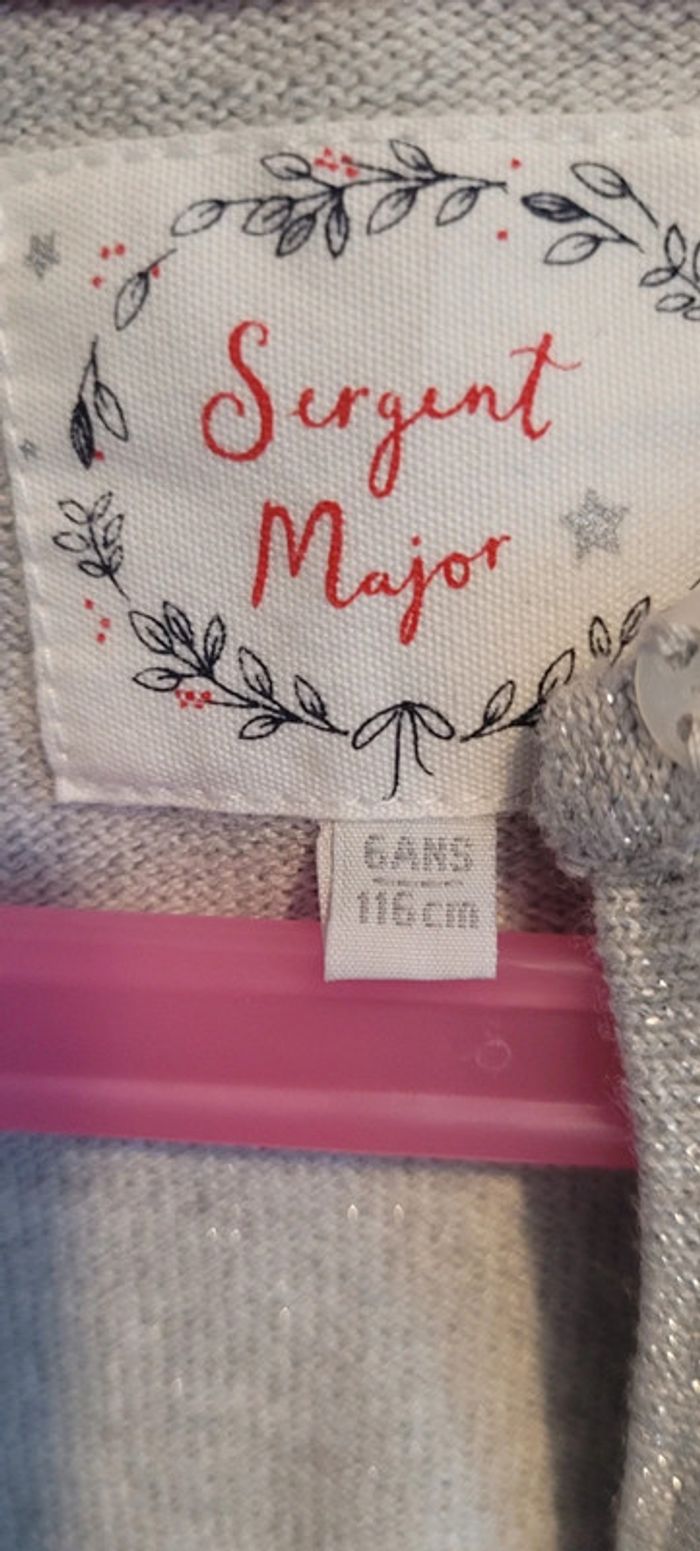 Sergent
Major
6ANS
116cm